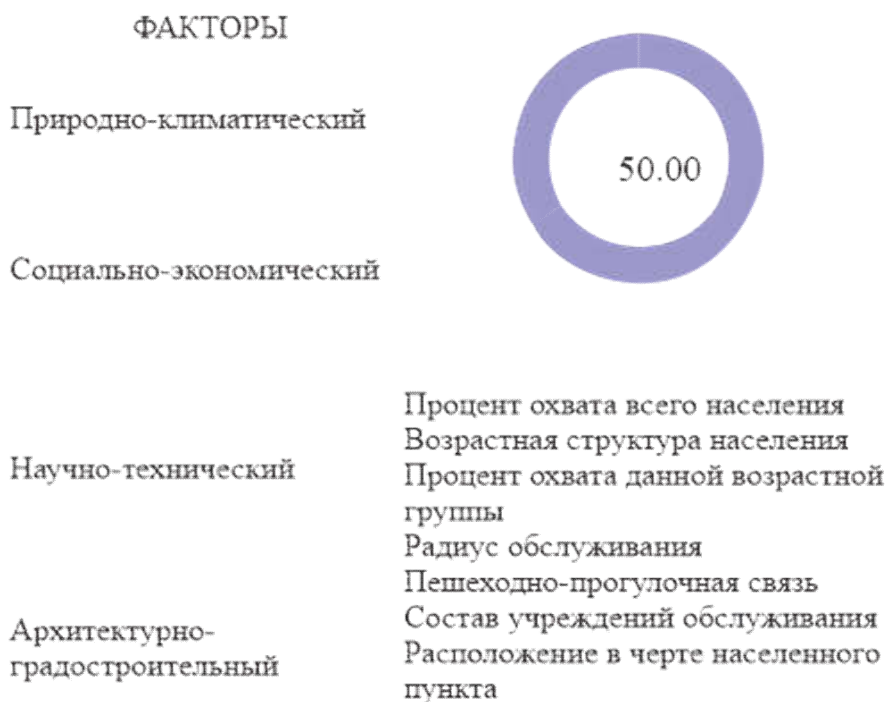 ФАКТОРЫ
50.00
Природно-климатический
Социально-экономический
Научно-технический
Архитектурно-
градостроительный
Процент охвата всего населения
Возрастная структура населения
Процент охвата данной возрастной
группы
Радиус обслуживания
Пешеходно-прогулочная связь
Состав учреждений обслуживания
Расположение в черте населенного
пункта